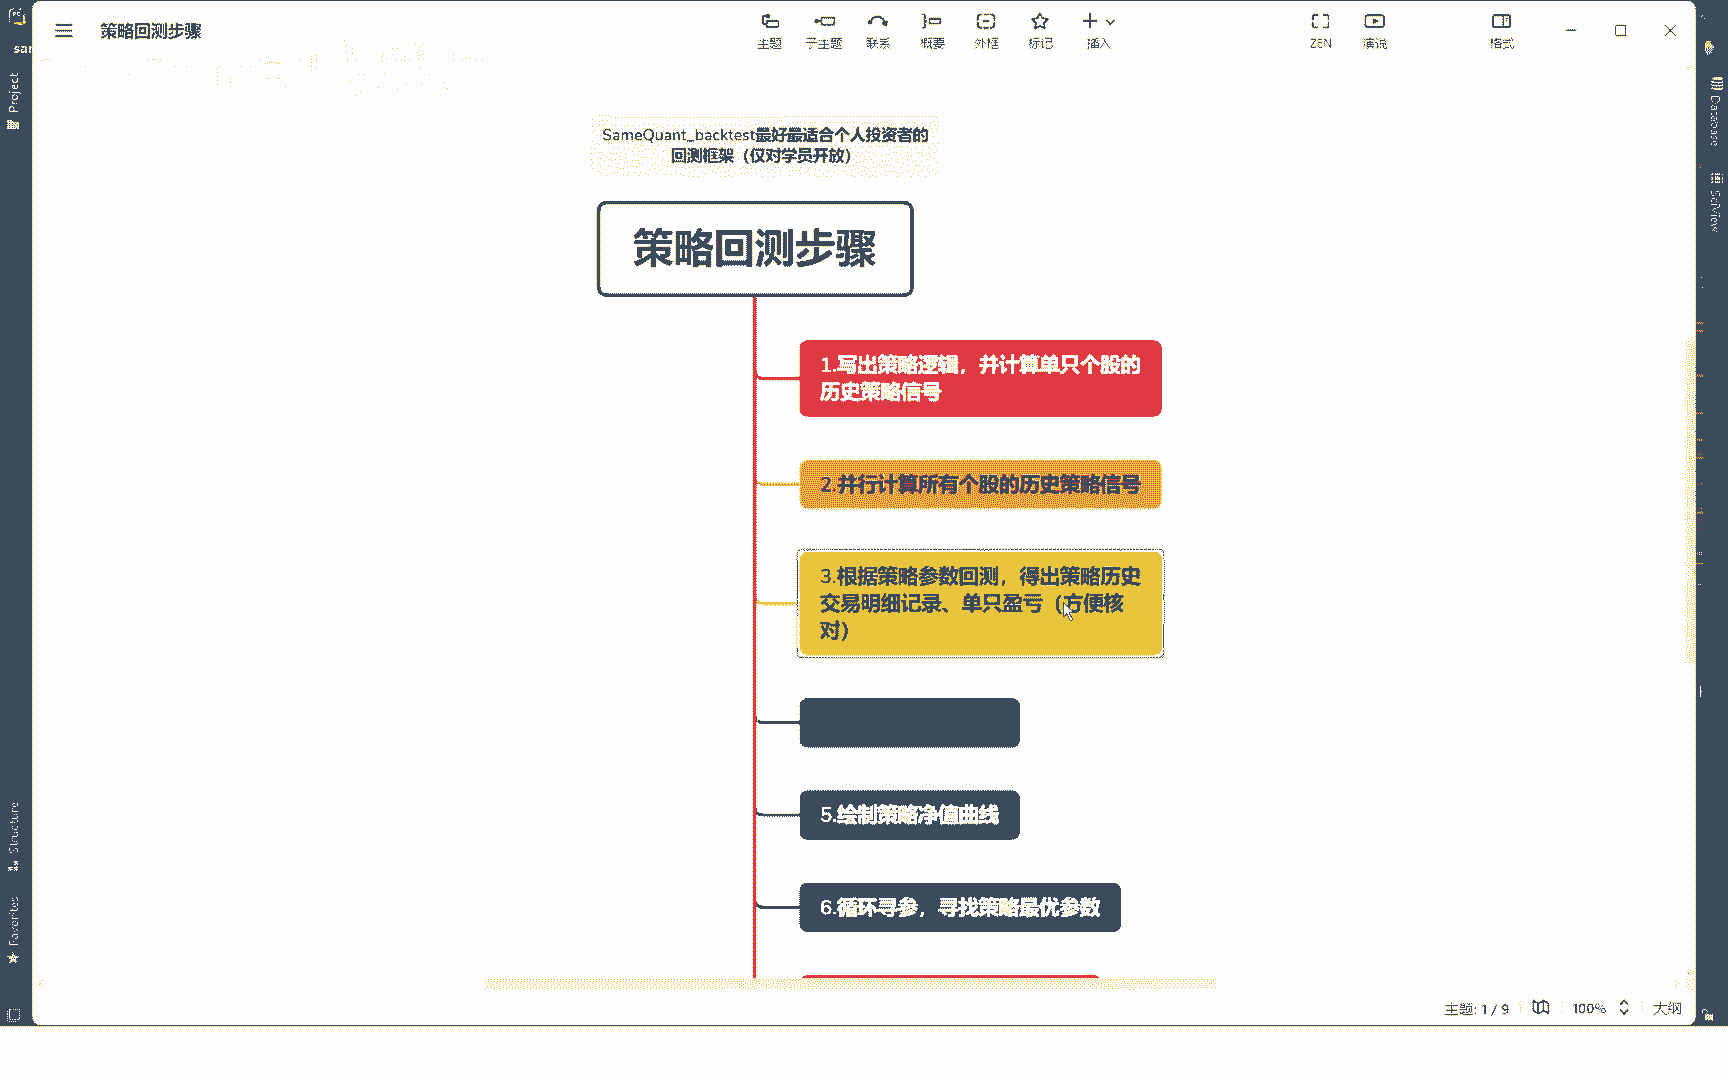 策略回测步骤
主题
子主题
联系
概要
外框
标记
插入
ZEN
演说
格式
Project
Structure
Favorites
Database
SciView
SameQuant_backtest最好最适合个人投资者的
回测框架（仅对学员开放）
策略回测步骤
1.写出策略逻辑，并计算单只个股的
历史策略信号
2.并行计算所有个股的历史策略信号
3.根据策略参数回测，得出策略历史
交易明细记录、单只盈亏（方便核
对）
5.绘制策略净值曲线
6.循环寻参，寻找策略最优参数
主题: 1 / 9
100%
大纲